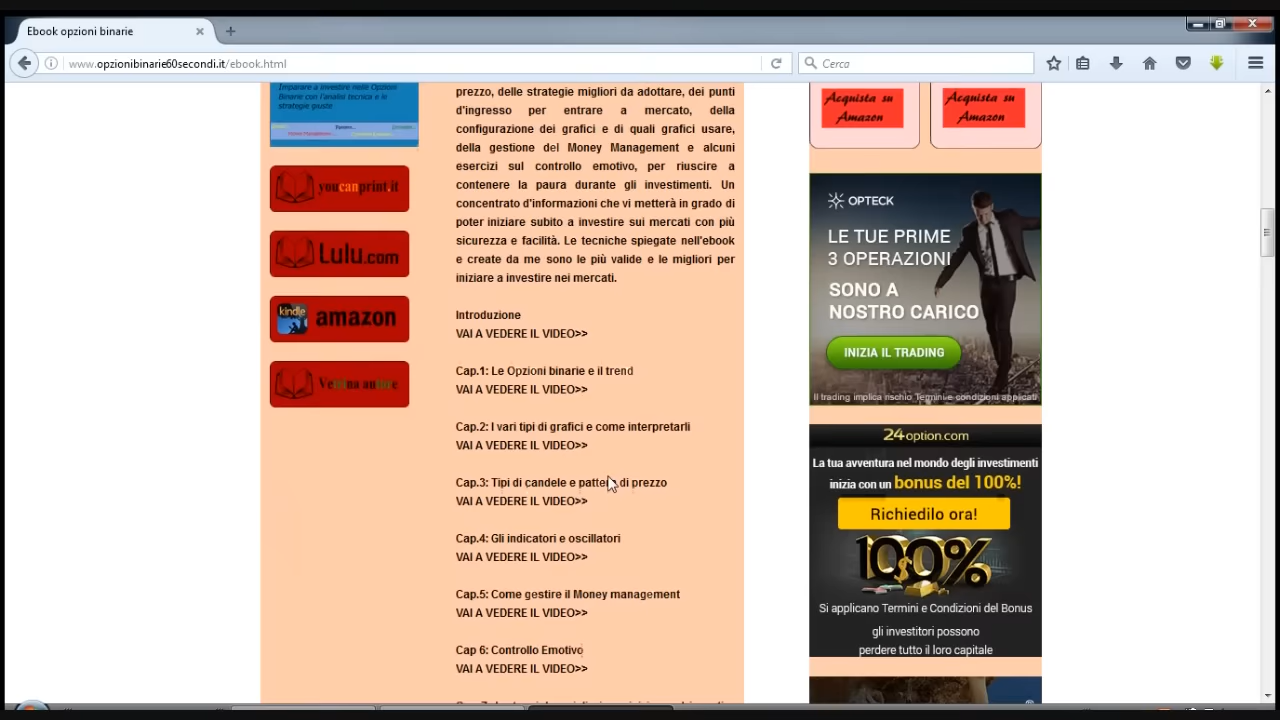 Ebook opzioni binarie
www.opzionibinarie60secondi.it/ebook.html
Cerca
Imparare a investire nelle Opzioni
Binarie con l'analisi tecnica e le
strategie giuste
youcanprint.it
Lulu.com
kindle amazon
Vetrina autore
prezzo, delle strategie migliori da adottare, dei punti
d'ingresso per entrare a mercato, della
configurazione dei grafici e di quali grafici usare,
della gestione del Money Management e alcuni
esercizi sul controllo emotivo, per riuscire a
contenere la paura durante gli investimenti. Un
concentrato d'informazioni che vi metterà in grado di
poter iniziare subito a investire sui mercati con più
sicurezza e facilità. Le tecniche spiegate nell'ebook
e create da me sono le più valide e le migliori per
iniziare a investire nei mercati.
Introduzione
VAI A VEDERE IL VIDEO>>
Cap.1: Le Opzioni binarie e il trend
VAI A VEDERE IL VIDEO>>
Cap.2: I vari tipi di grafici e come interpretarli
VAI A VEDERE IL VIDEO>>
Cap.3: Tipi di candele e pattern di prezzo
VAI A VEDERE IL VIDEO>>
Cap.4: Gli indicatori e oscillatori
VAI A VEDERE IL VIDEO>>
Cap.5: Come gestire il Money management
VAI A VEDERE IL VIDEO>>
Cap 6: Controllo Emotivo
VAI A VEDERE IL VIDEO>>
Acquista su
Amazon
Acquista su
Amazon
OPTECK
LE TUE PRIME
3 OPERAZIONI
SONO A
NOSTRO CARICO
INIZIA IL TRADING
Il trading implica rischio Termini e condizioni applicati
24option.com
La tua avventura nel mondo degli investimenti
inizia con un bonus del 100%!
Richiedilo ora!
100%
Si applicano Termini e Condizioni del Bonus
gli investitori possono
perdere tutto il loro capitale